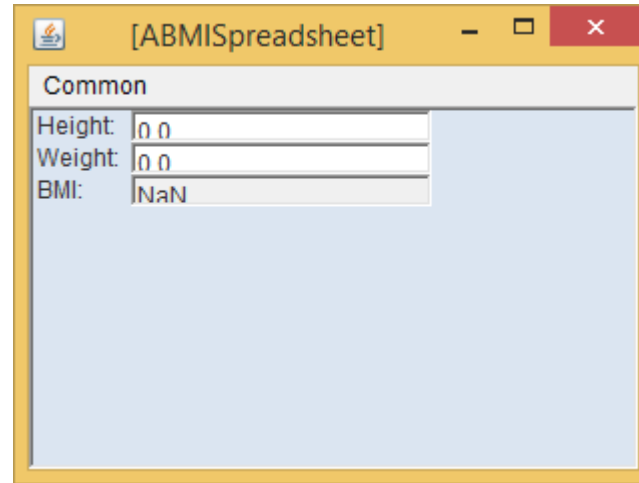 [ABMISpreadsheet]
Common
Height: 0.0
Weight: 0.0
BMI: NaN